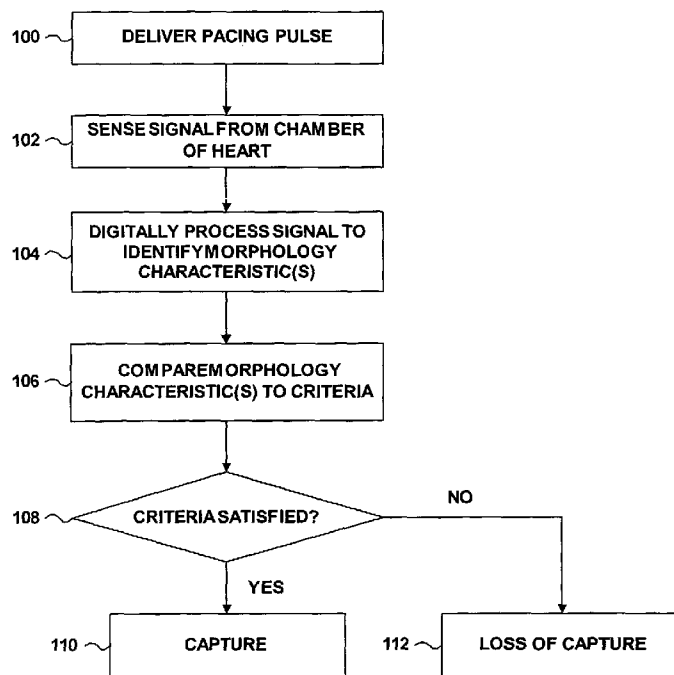 100 DELIVER PACING PULSE
102 SENSE SIGNAL FROM CHAMBER
OF HEART
104 DIGITALLY PROCESS SIGNAL TO
IDENTIFY MORPHOLOGY
CHARACTERISTIC(S)
106 COMPARE MORPHOLOGY
CHARACTERISTIC(S) TO CRITERIA
108 CRITERIA SATISFIED?
NO
YES
110 CAPTURE
112 LOSS OF CAPTURE